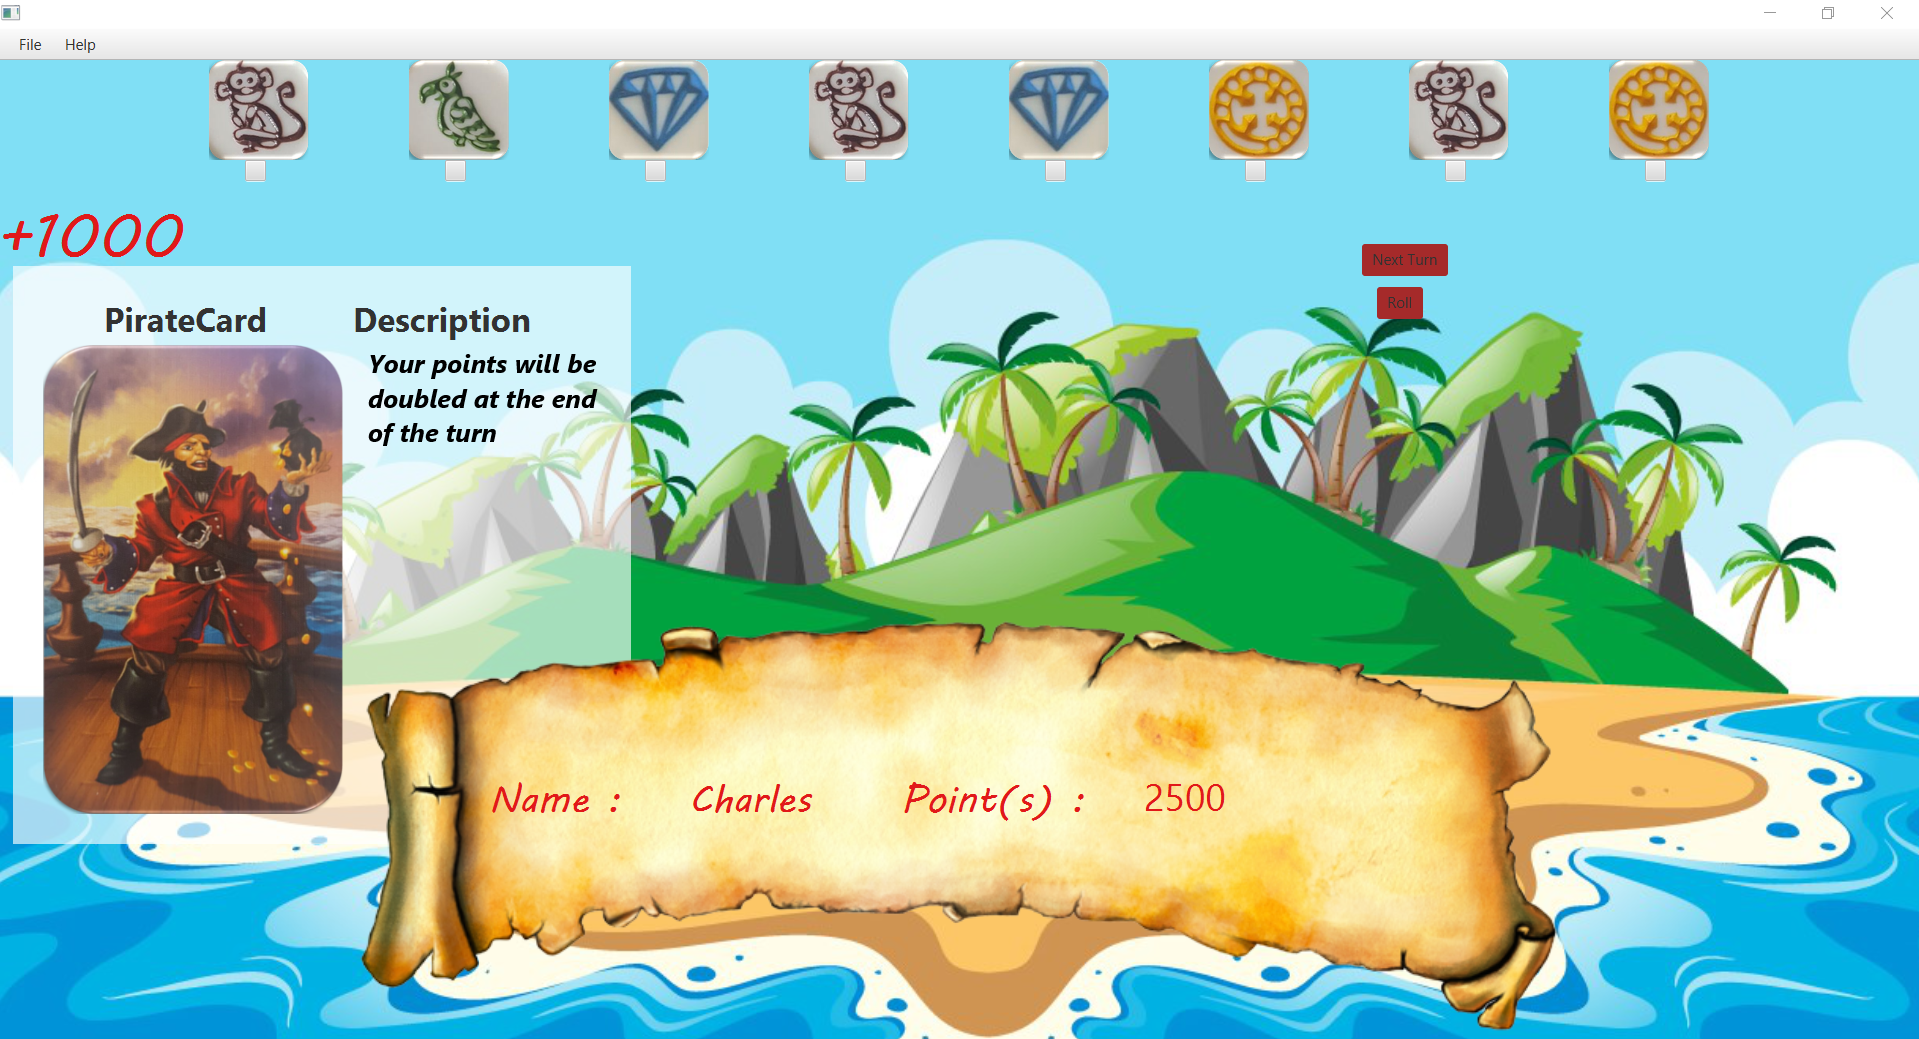 File Help
+1000
Next Turn
Roll
PirateCard Description
Your points will be
doubled at the end
of the turn
Name : Charles Point(s) : 2500